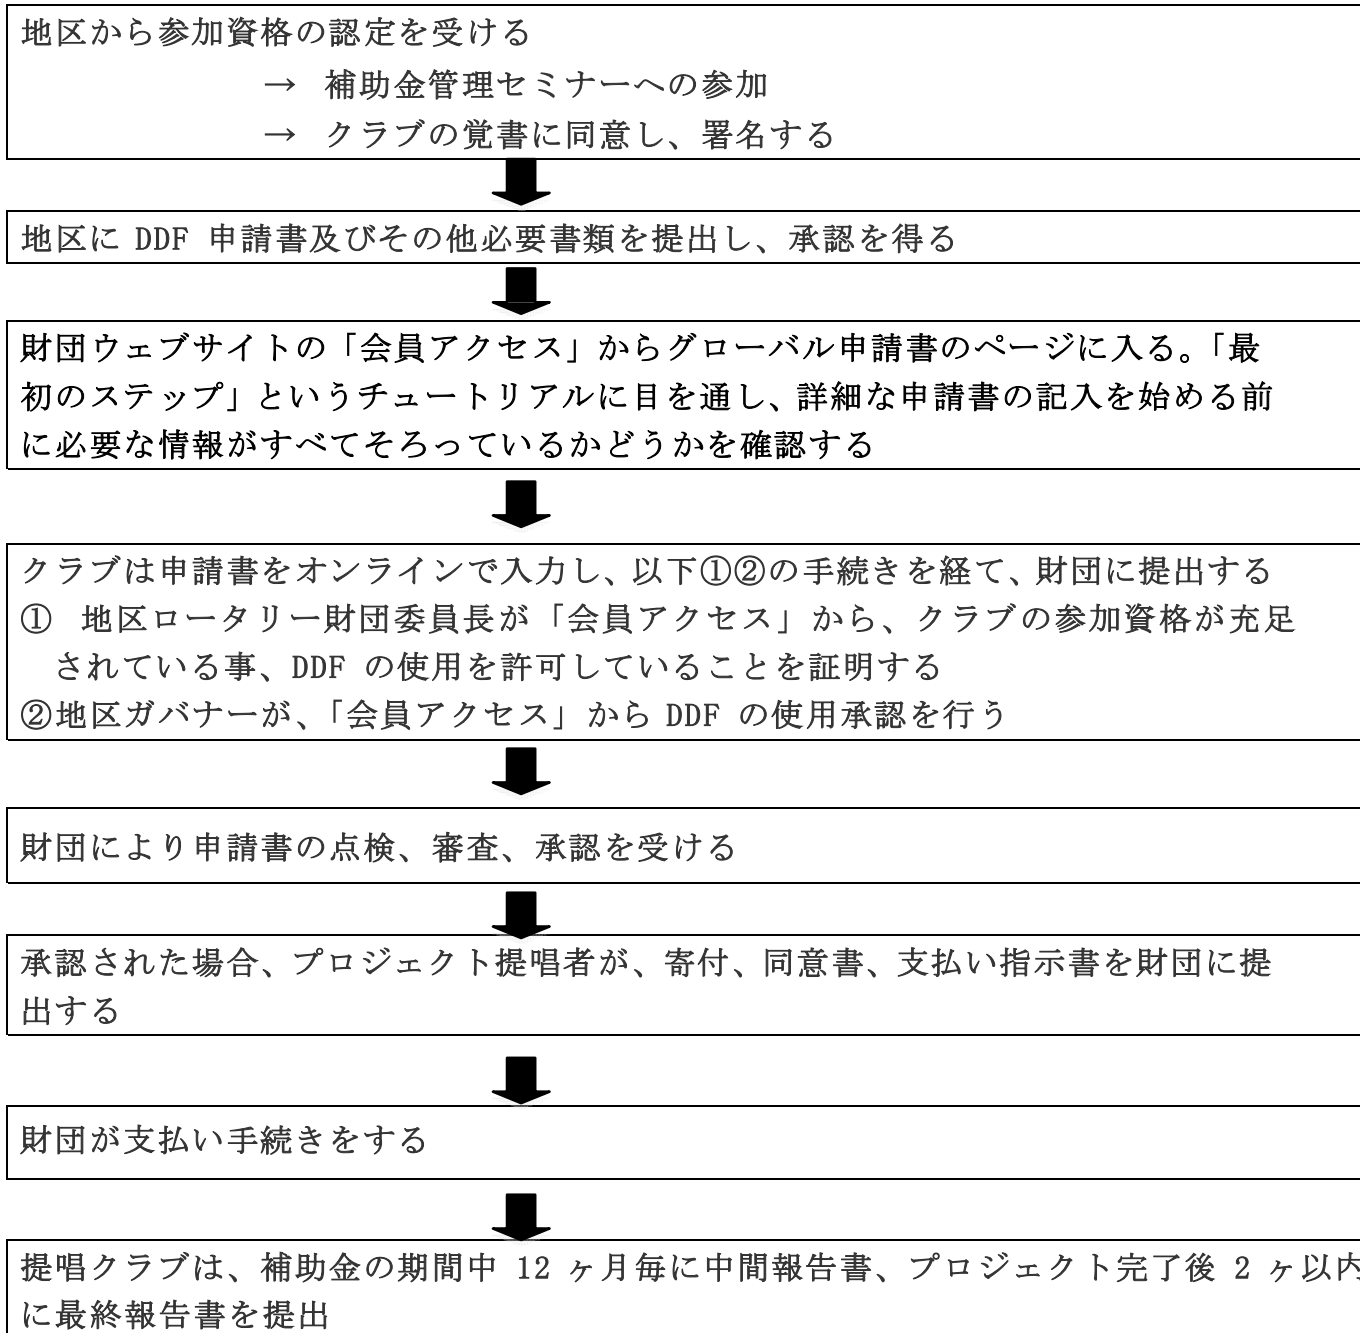 地区から参加資格の認定を受ける
→ 補助金管理セミナーへの参加
→ クラブの覚書に同意し、署名する
地区に DDF 申請書及びその他必要書類を提出し、承認を得る
財団ウェブサイトの「会員アクセス」からグローバル申請書のページに入る。「最
初のステップ」というチュートリアルに目を通し、詳細な申請書の記入を始める前
に必要な情報がすべてそろっているかどうかを確認する
クラブは申請書をオンラインで入力し、以下①②の手続きを経て、財団に提出する
① 地区ロータリー財団委員長が「会員アクセス」から、クラブの参加資格が充足
されている事、DDF の使用を許可していることを証明する
②地区ガバナーが、「会員アクセス」から DDF の使用承認を行う
財団により申請書の点検、審査、承認を受ける
承認された場合、プロジェクト提唱者が、寄付、同意書、支払い指示書を財団に提
出する
財団が支払い手続きをする
提唱クラブは、補助金の期間中 12 ヶ月毎に中間報告書、プロジェクト完了後 2 ヶ以内
に最終報告書を提出